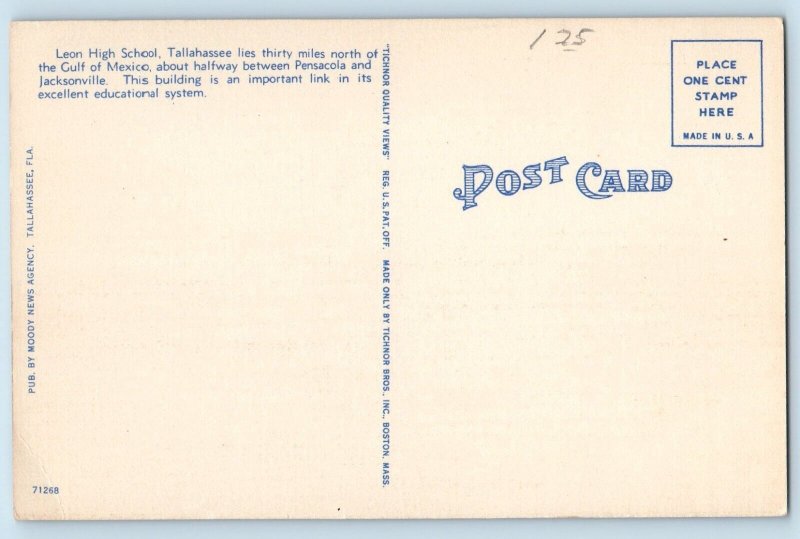 Leon High School, Tallahassee lies thirty miles north of
the Gulf of Mexico, about halfway between Pensacola and
Jacksonville. This building is an important link in its
excellent educational system.
PUB. BY MOODY NEWS AGENCY. TALLAHASSEE, FLA.
71268
"TICHNOR QUALITY VIEWS" REG. U. S. PAT. OFF. MADE ONLY BY TICHNOR BROS., INC., BOSTON, MASS.
1 25
POST CARD
PLACE
ONE CENT
STAMP
HERE
MADE IN U. S. A